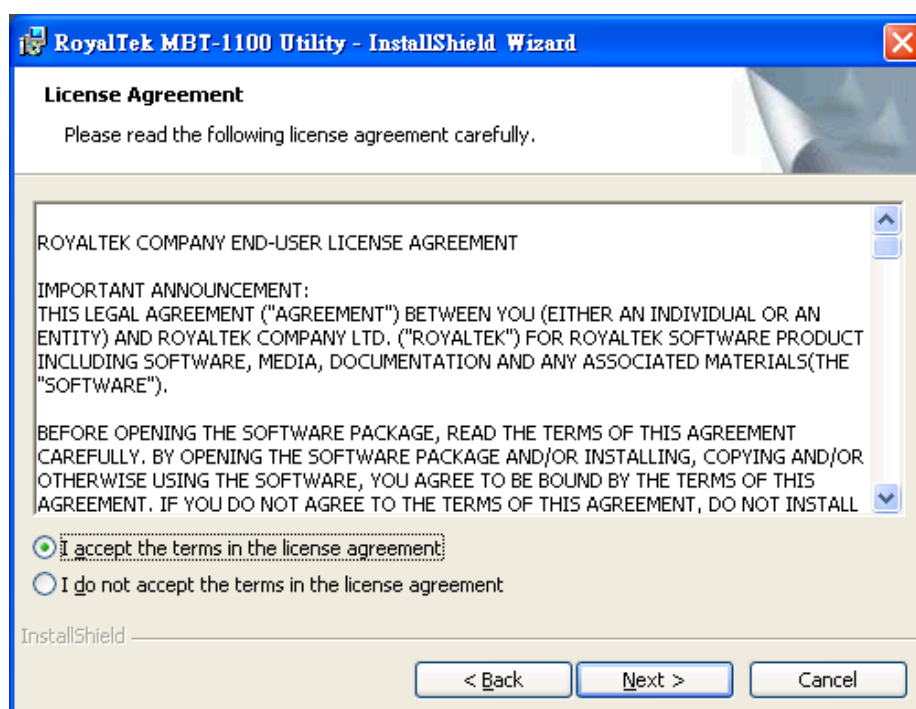 RoyalTek MBT-1100 Utility - InstallShield Wizard
License Agreement
Please read the following license agreement carefully.
ROYALTEK COMPANY END-USER LICENSE AGREEMENT
IMPORTANT ANNOUNCEMENT:
THIS LEGAL AGREEMENT ("AGREEMENT") BETWEEN YOU (EITHER AN INDIVIDUAL OR AN
ENTITY) AND ROYALTEK COMPANY LTD. ("ROYALTEK") FOR ROYALTEK SOFTWARE PRODUCT
INCLUDING SOFTWARE, MEDIA, DOCUMENTATION AND ANY ASSOCIATED MATERIALS(THE
"SOFTWARE").
BEFORE OPENING THE SOFTWARE PACKAGE, READ THE TERMS OF THIS AGREEMENT
CAREFULLY. BY OPENING THE SOFTWARE PACKAGE AND/OR INSTALLING, COPYING AND/OR
OTHERWISE USING THE SOFTWARE, YOU AGREE TO BE BOUND BY THE TERMS OF THIS
AGREEMENT. IF YOU DO NOT AGREE TO THE TERMS OF THIS AGREEMENT, DO NOT INSTALL
I accept the terms in the license agreement
I do not accept the terms in the license agreement
InstallShield
< Back
Next >
Cancel